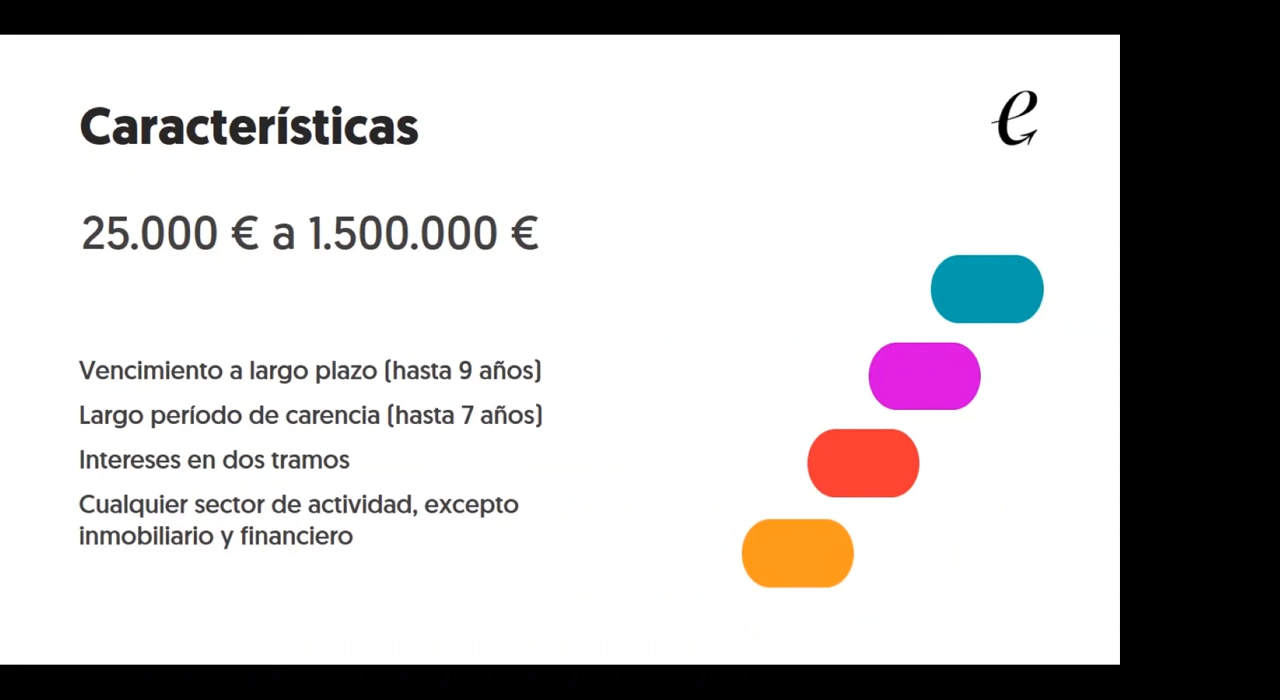 Características
25.000 € a 1.500.000 €
Vencimiento a largo plazo (hasta 9 años)
Largo período de carencia (hasta 7 años)
Intereses en dos tramos
Cualquier sector de actividad, excepto
inmobiliario y financiero
e